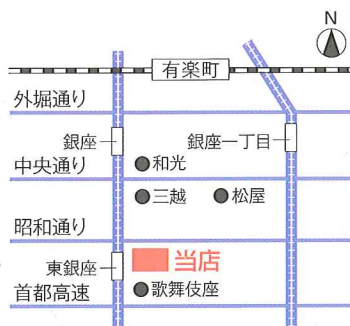 N
有楽町
外堀通り
銀座
銀座一丁目
和光
中央通り
三越
松屋
昭和通り
当店
東銀座
歌舞伎座
首都高速